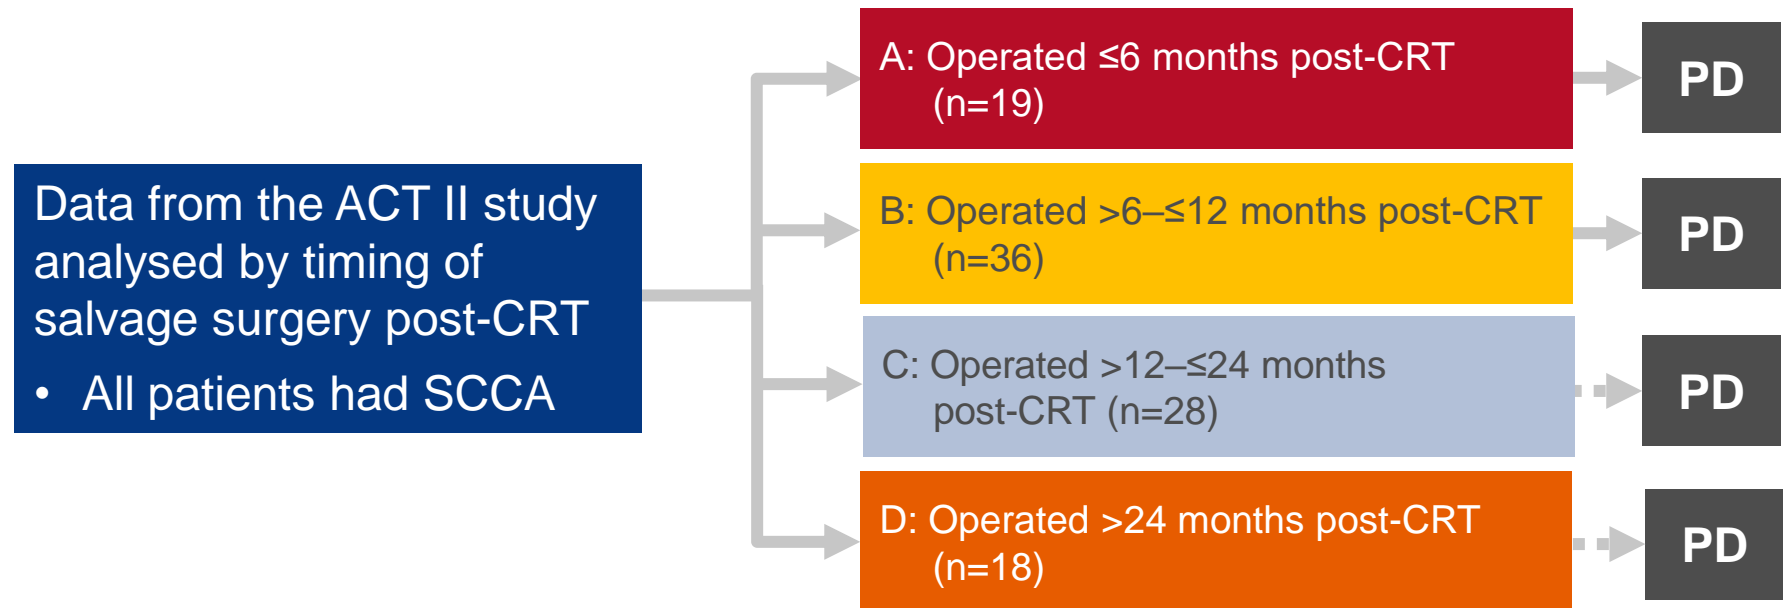 Data from the ACT II study
analysed by timing of
salvage surgery post-CRT
• All patients had SCCA
A: Operated ≤6 months post-CRT
(n=19)
PD
B: Operated >6–≤12 months post-CRT
(n=36)
PD
C: Operated >12–≤24 months
post-CRT (n=28)
PD
D: Operated >24 months post-CRT
(n=18)
PD